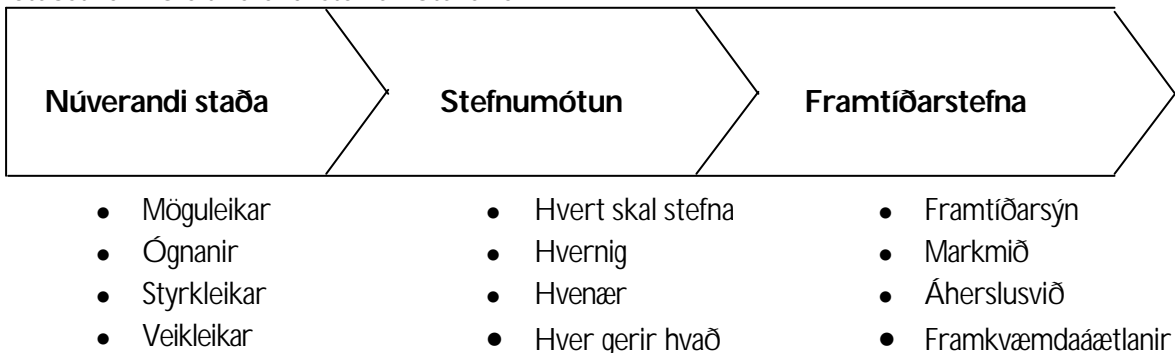 Núverandi staða
Stefnumótun
Framtíðarstefna
• Möguleikar
• Ógnanir
• Styrkleikar
• Veikleikar
• Hvert skal stefna
• Hvernig
• Hvenær
• Hver gerir hvað
• Framtíðarsýn
• Markmið
• Áherslusvið
• Framkvæmdaáætlanir